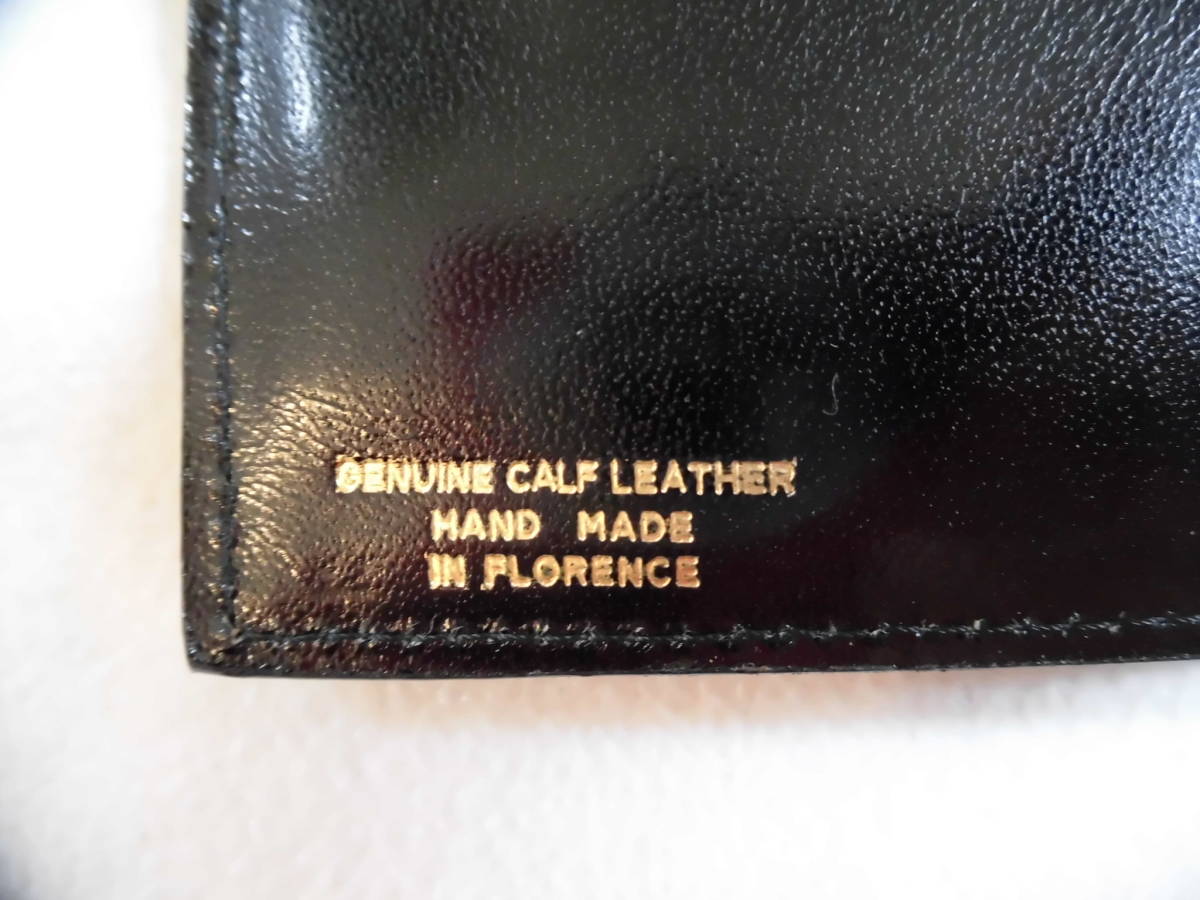 GENUINE CALF LEATHER
HAND MADE
IN FLORENCE